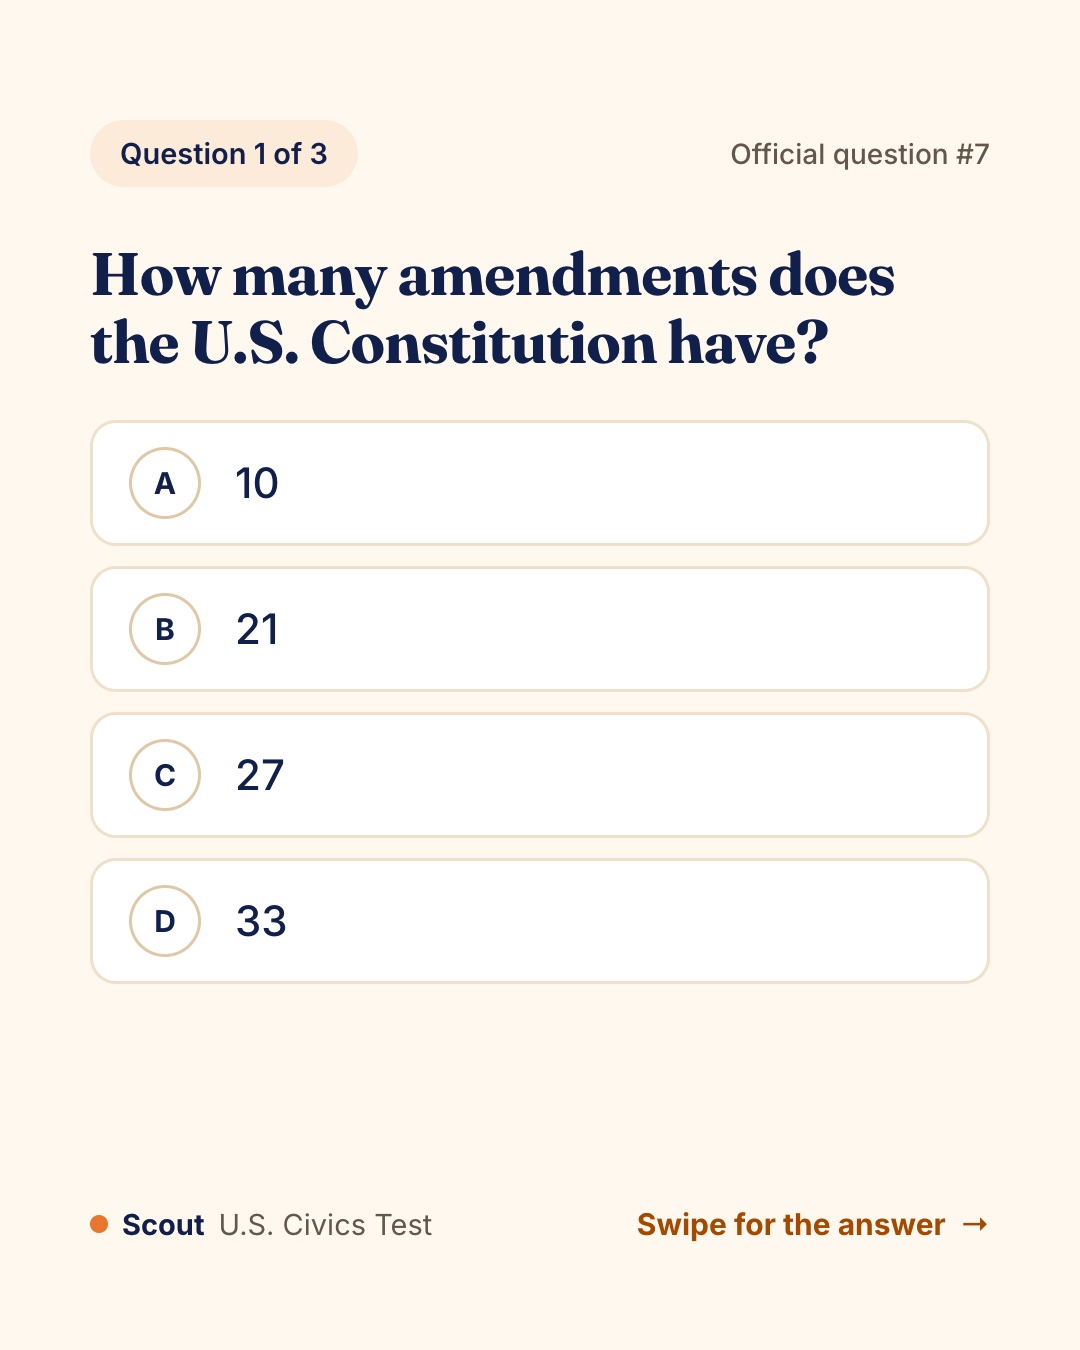 Question 1 of 3
Official question #7
How many amendments does
the U.S. Constitution have?
A 10
B 21
C 27
D 33
Scout U.S. Civics Test
Swipe for the answer →